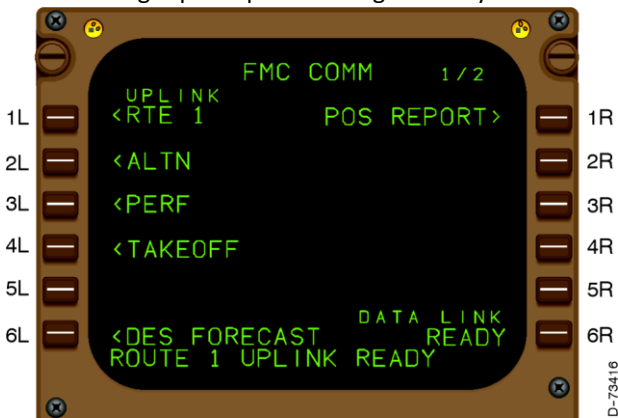 FMC COMM 1/2
UPLINK
1L <RTE 1 POS REPORT> 1R
2L <ALTN 2R
3L <PERF 3R
4L <TAKEOFF 4R
5L 5R
DATA LINK
6L <DES FORECAST READY 6R
ROUTE 1 UPLINK READY
D-73416